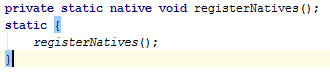 private static native void registerNatives();
static {
    registerNatives();
}